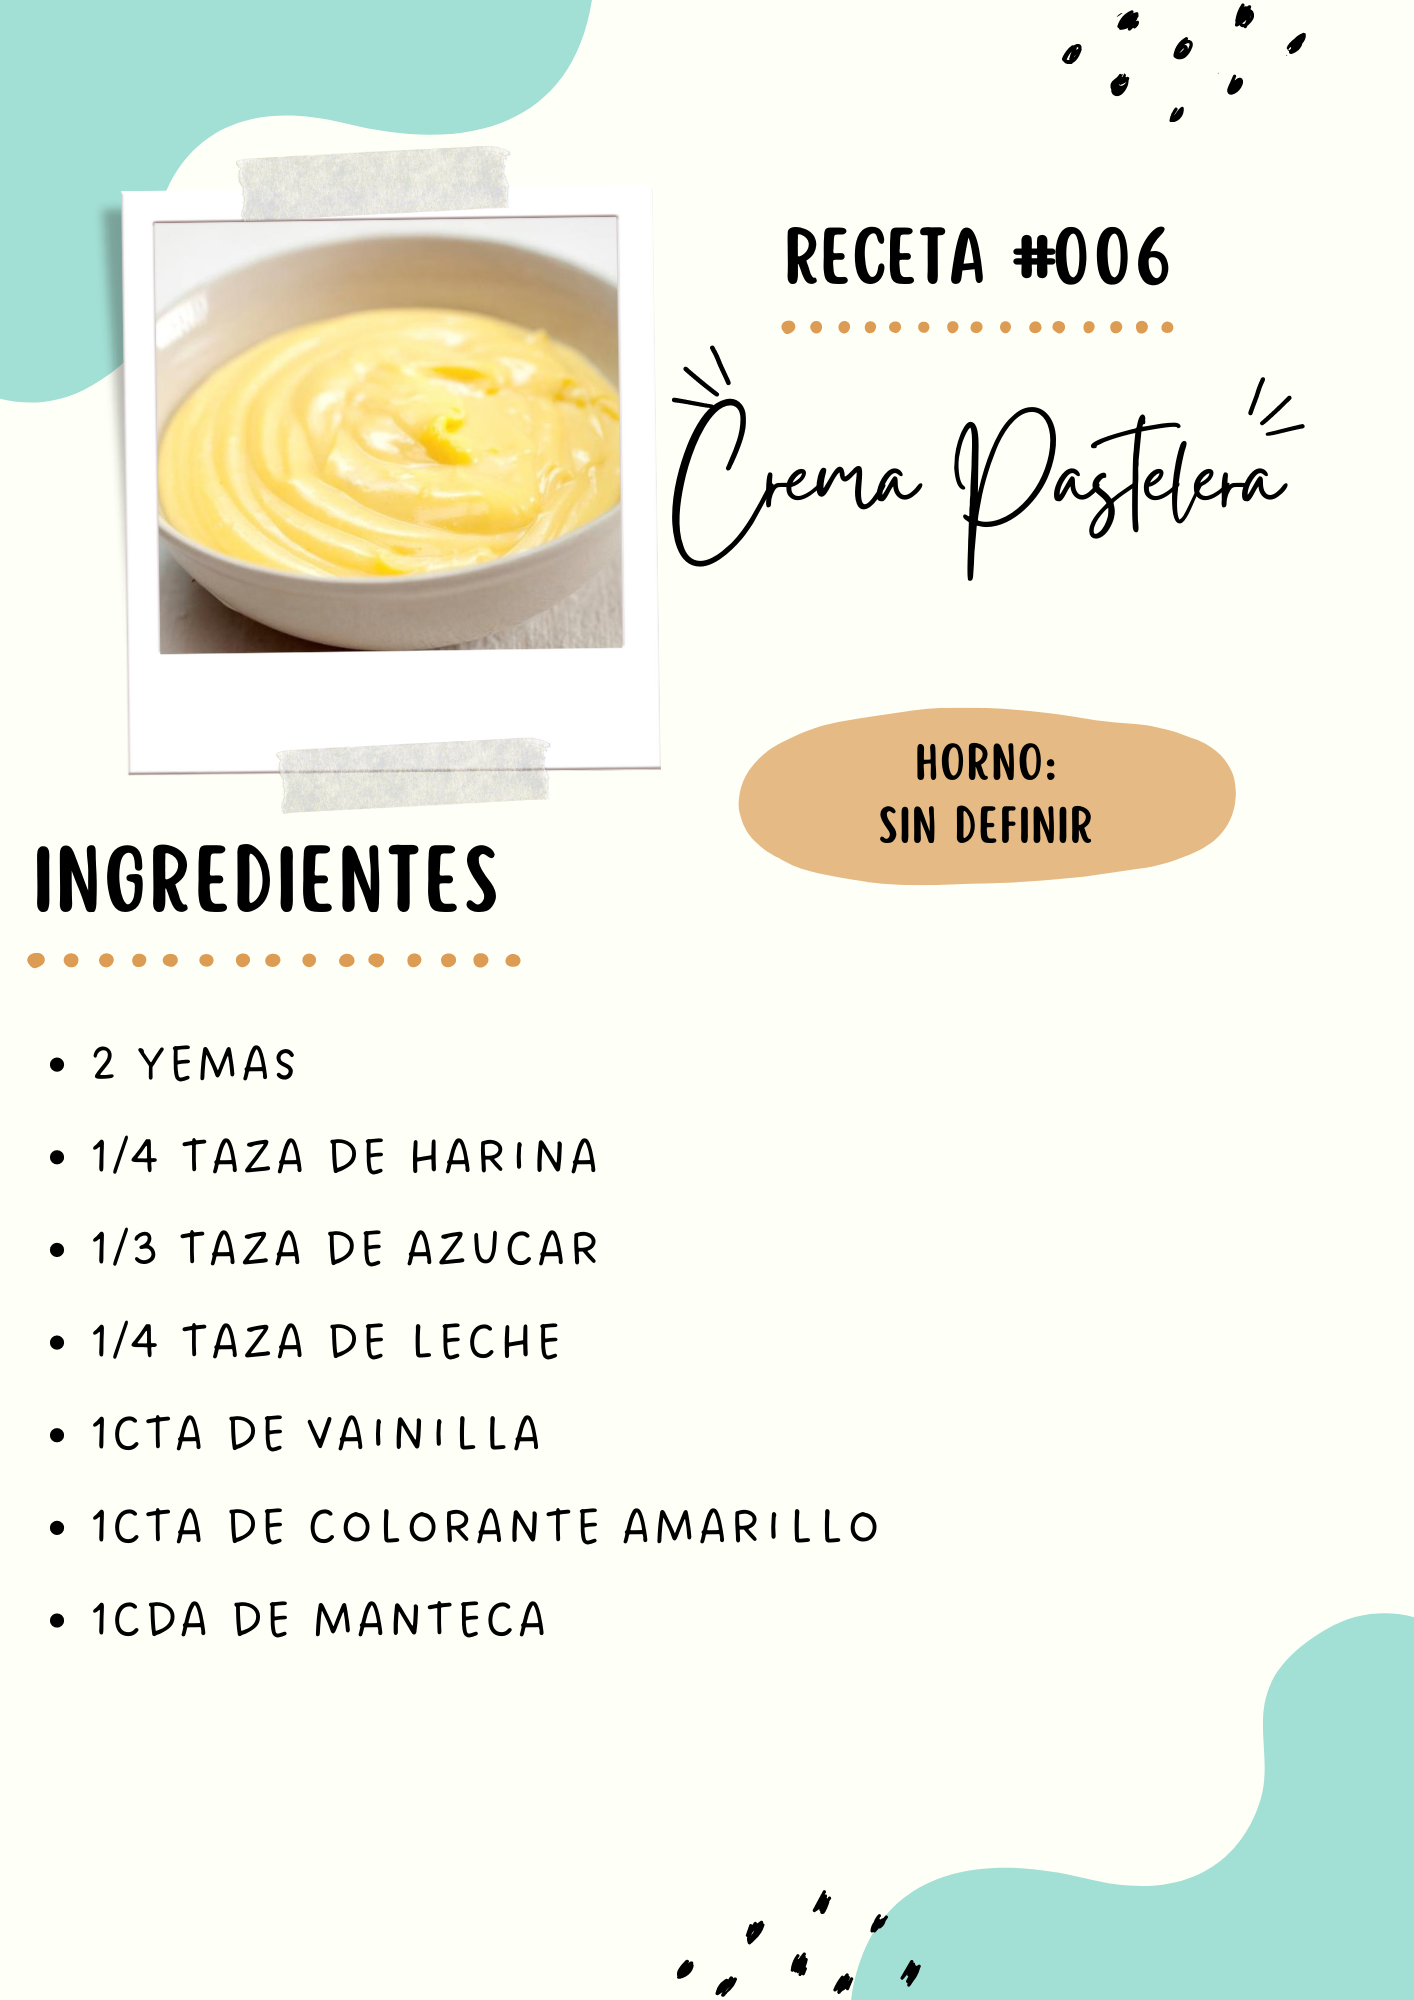 RECETA #006
Crema Pastelera
HORNO:
SIN DEFINIR
INGREDIENTES
• 2 YEMAS
• 1/4 TAZA DE HARINA
• 1/3 TAZA DE AZUCAR
• 1/4 TAZA DE LECHE
• 1CTA DE VAINILLA
• 1CTA DE COLORANTE AMARILLO
• 1CDA DE MANTECA